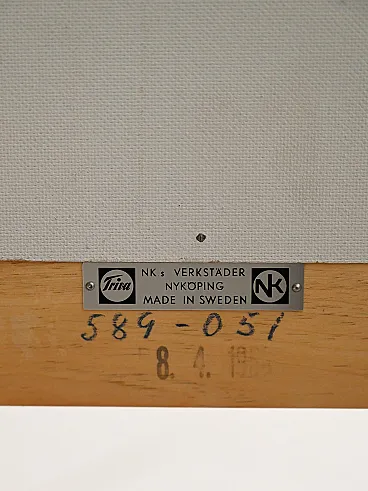 Triva NK s VERKSTÄDER NK
NYKÖPING
MADE IN SWEDEN
589-051
8. 4.